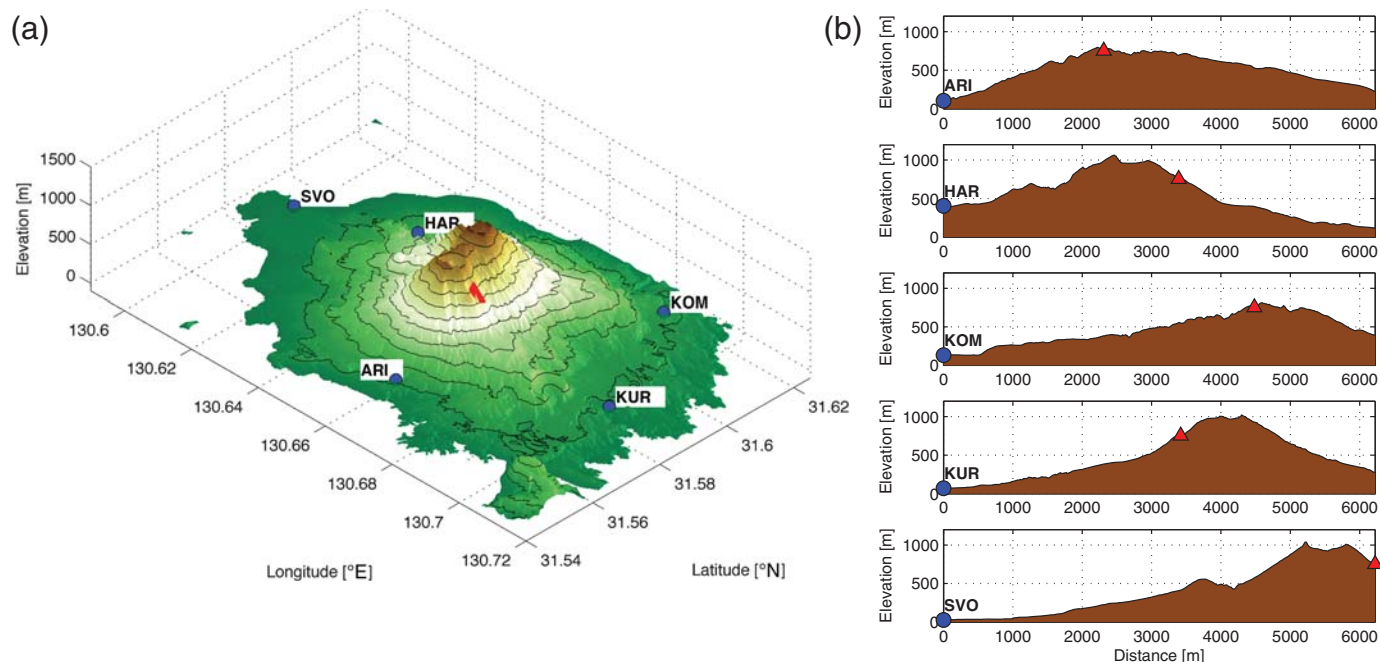 (a)
1500
1000
500
0
Elevation [m]
SVO
HAR
KOM
ARI
KUR
130.6
130.62
130.64
130.66
130.68
130.7
130.72
31.54
31.56
31.58
31.6
31.62
Longitude [°E]
Latitude [°N]
(b)
Elevation [m]
1000
500
0
ARI
0 1000 2000 3000 4000 5000 6000
Elevation [m]
1000
500
0
HAR
0 1000 2000 3000 4000 5000 6000
Elevation [m]
1000
500
0
KOM
0 1000 2000 3000 4000 5000 6000
Elevation [m]
1000
500
0
KUR
0 1000 2000 3000 4000 5000 6000
Elevation [m]
1000
500
0
SVO
0 1000 2000 3000 4000 5000 6000
Distance [m]